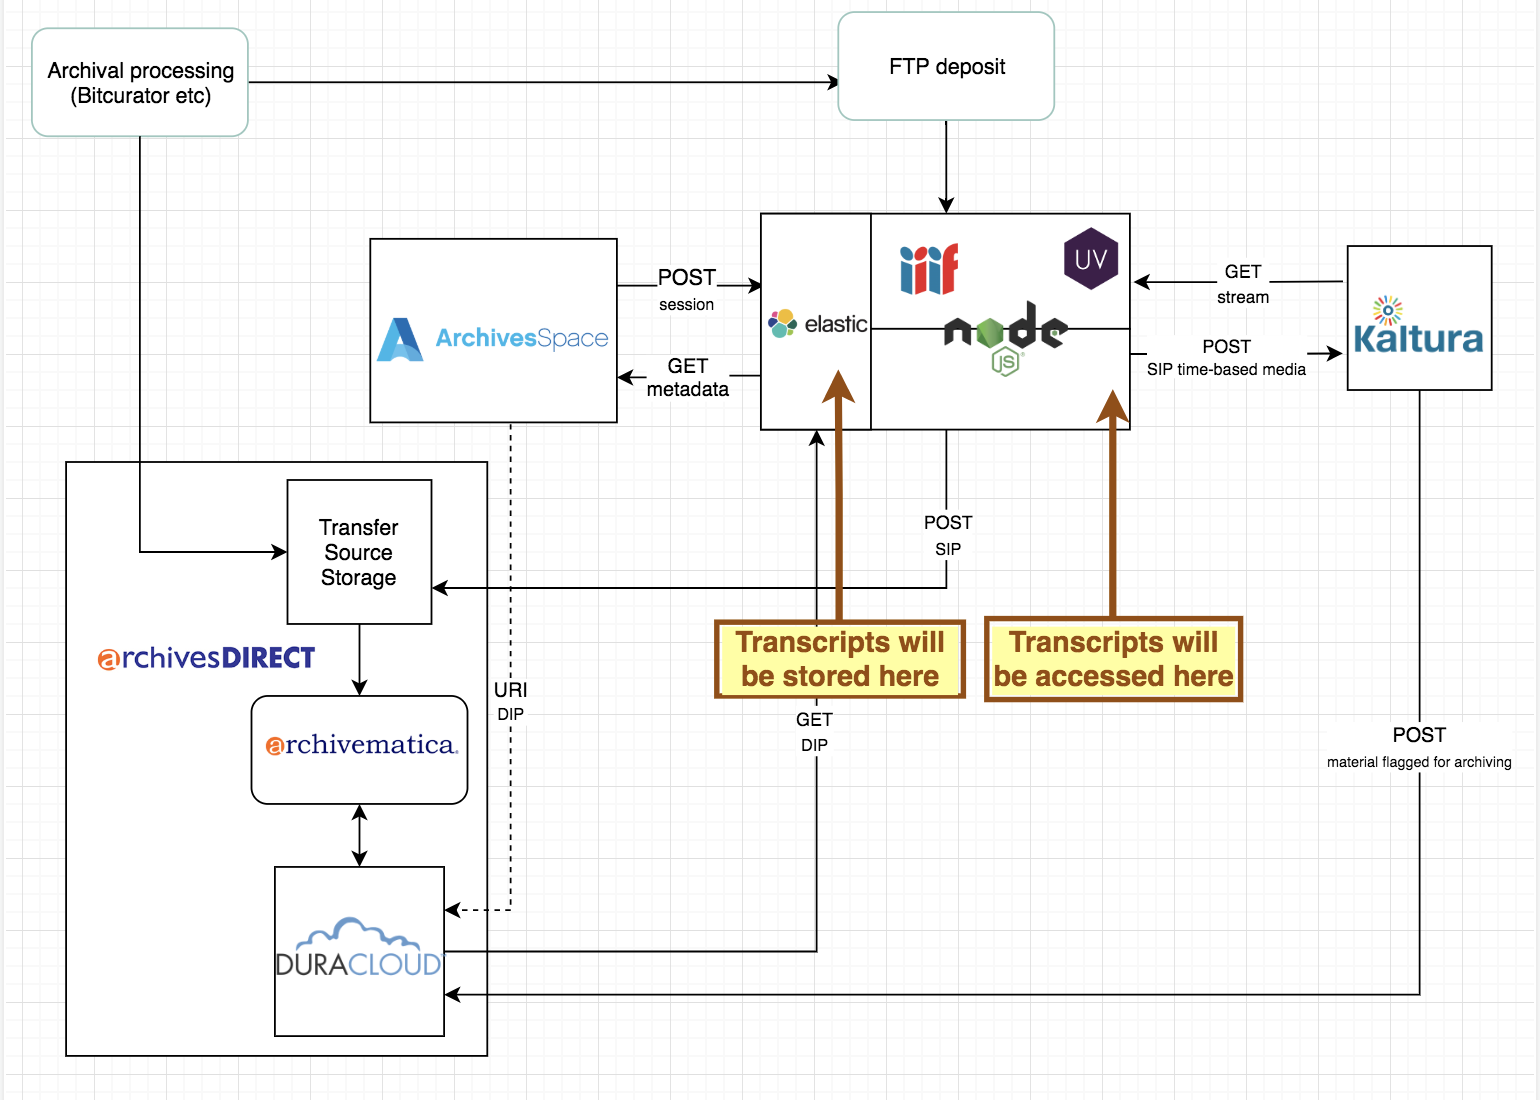 Archival processing
(Bitcurator etc)
FTP deposit
iiif
UV
POST
session
GET
stream
elastic
node
JS
ArchivesSpace
Kaltura
POST
SIP time-based media
GET
metadata
Transfer
Source
Storage
POST
SIP
archivesDIRECT
Transcripts will
be stored here
Transcripts will
be accessed here
URI
DIP
GET
DIP
archivematica
POST
material flagged for archiving
DURACLOUD